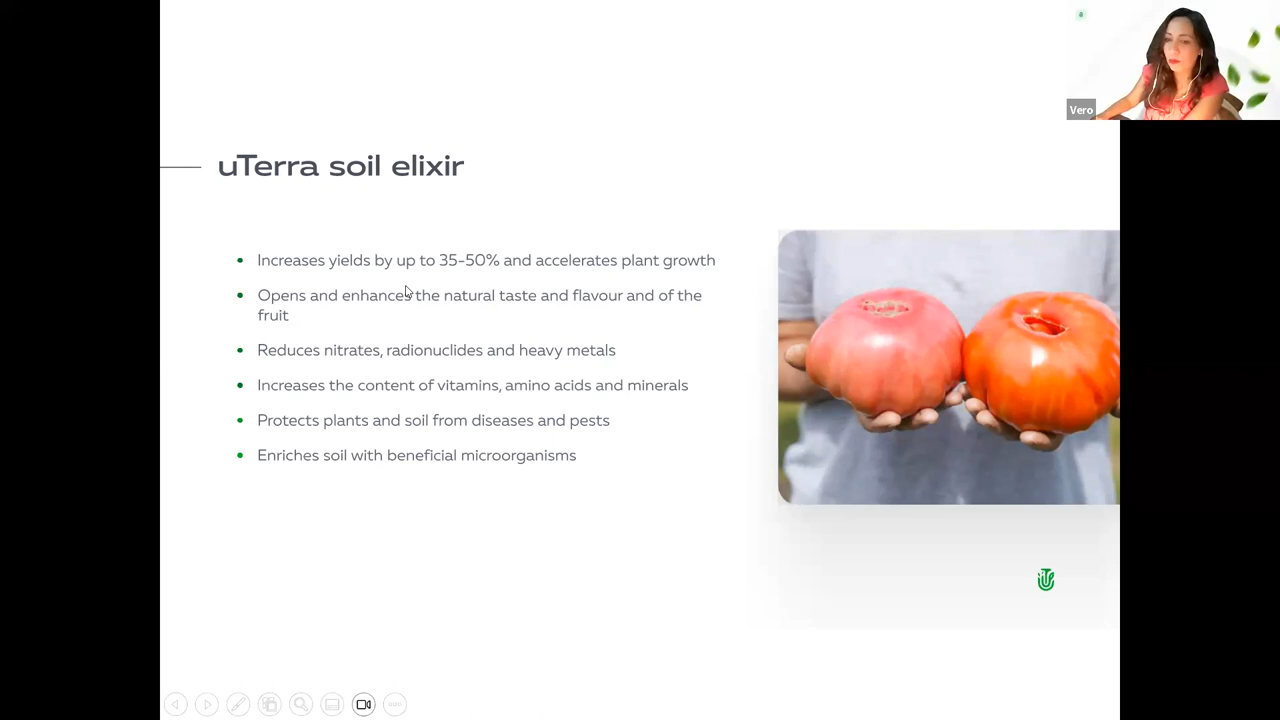 Vero
uTerra soil elixir
• Increases yields by up to 35-50% and accelerates plant growth
• Opens and enhances the natural taste and flavour and of the
fruit
• Reduces nitrates, radionuclides and heavy metals
• Increases the content of vitamins, amino acids and minerals
• Protects plants and soil from diseases and pests
• Enriches soil with beneficial microorganisms